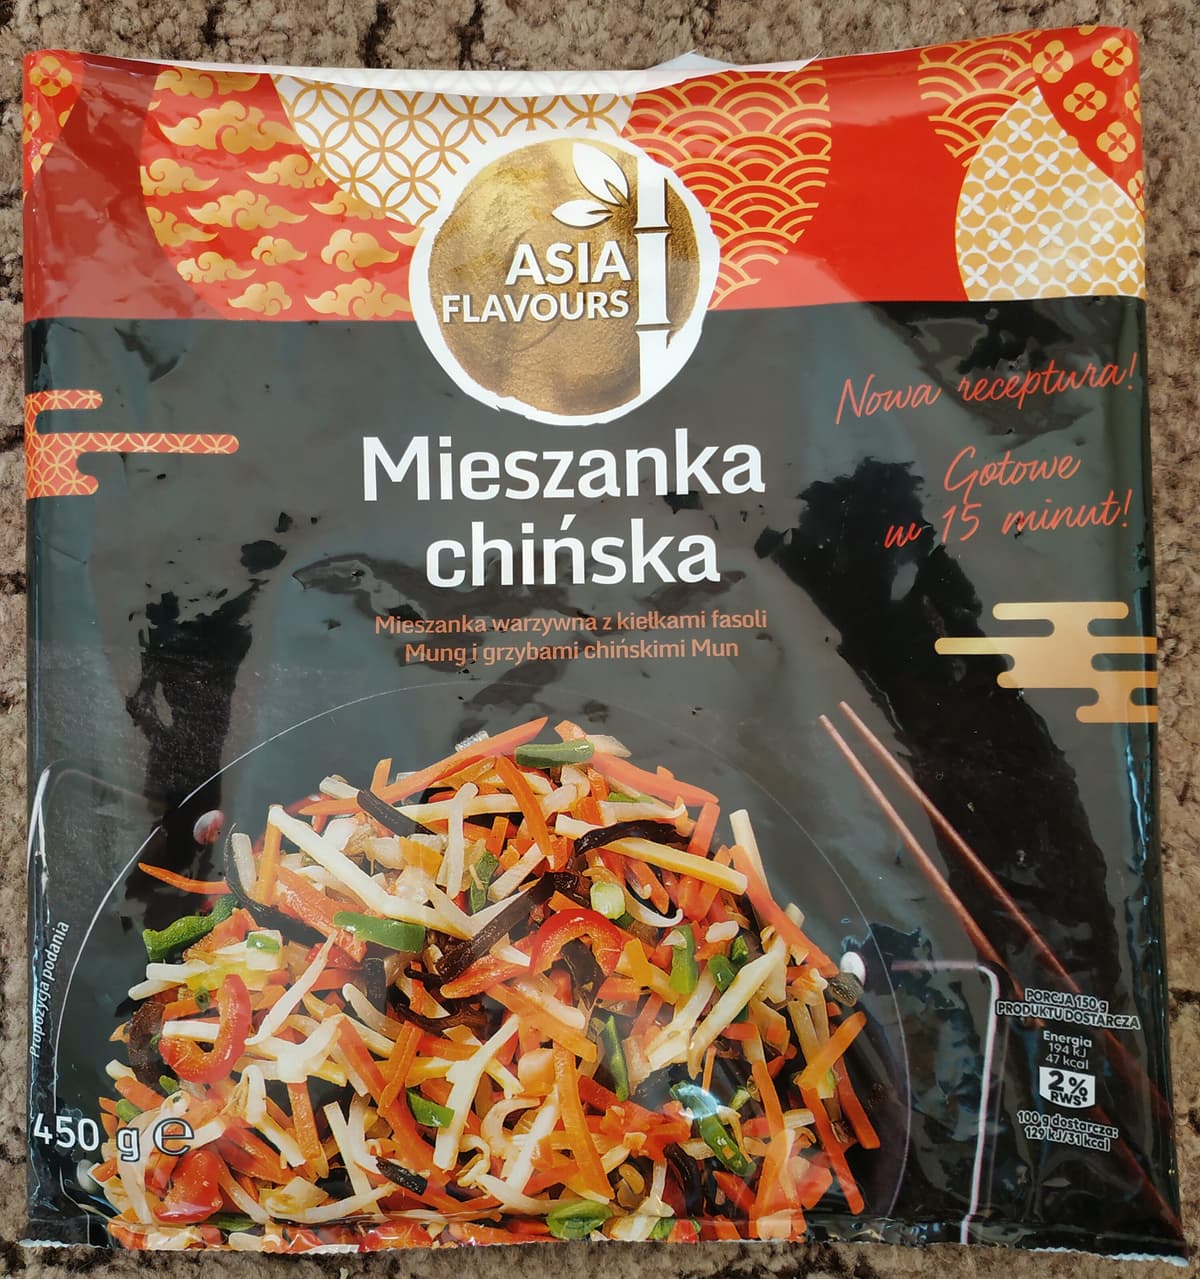 ASIA
FLAVOURS
Nowa receptura!
Gotowe
w 15 minut!
Mieszanka
chińska
Mieszanka warzywna z kiełkami fasoli
Mung i grzybami chińskimi Mun
Propozycja podania
450 g ℮
PORCJA 150 g
PRODUKTU DOSTARCZA
Energia
194 kJ
47 kcal
2%
RWS*
100 g dostarcza:
129 kJ/31 kcal